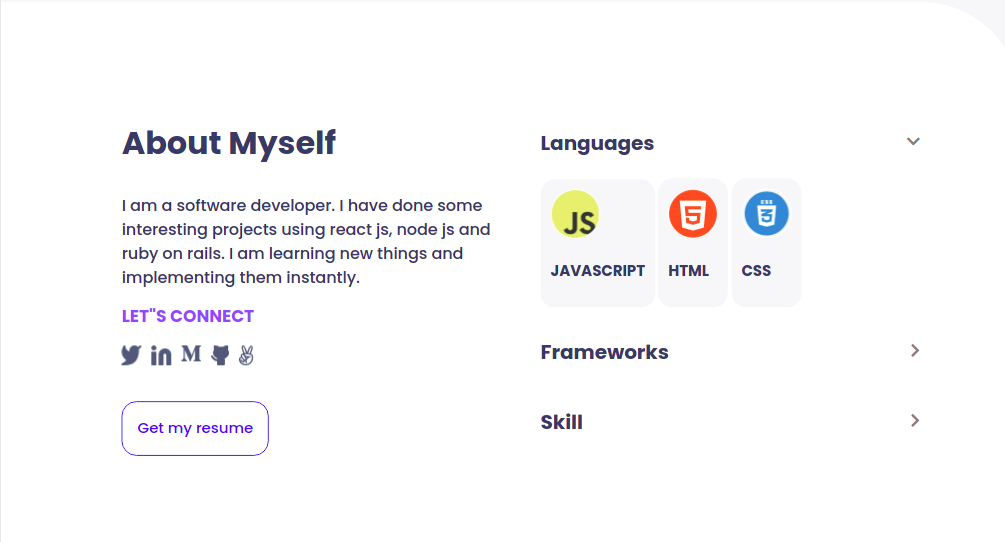 About Myself
I am a software developer. I have done some
interesting projects using react js, node js and
ruby on rails. I am learning new things and
implementing them instantly.
LET"S CONNECT
Get my resume
Languages
JS
5
CSS
3
JAVASCRIPT
HTML
CSS
Frameworks
Skill